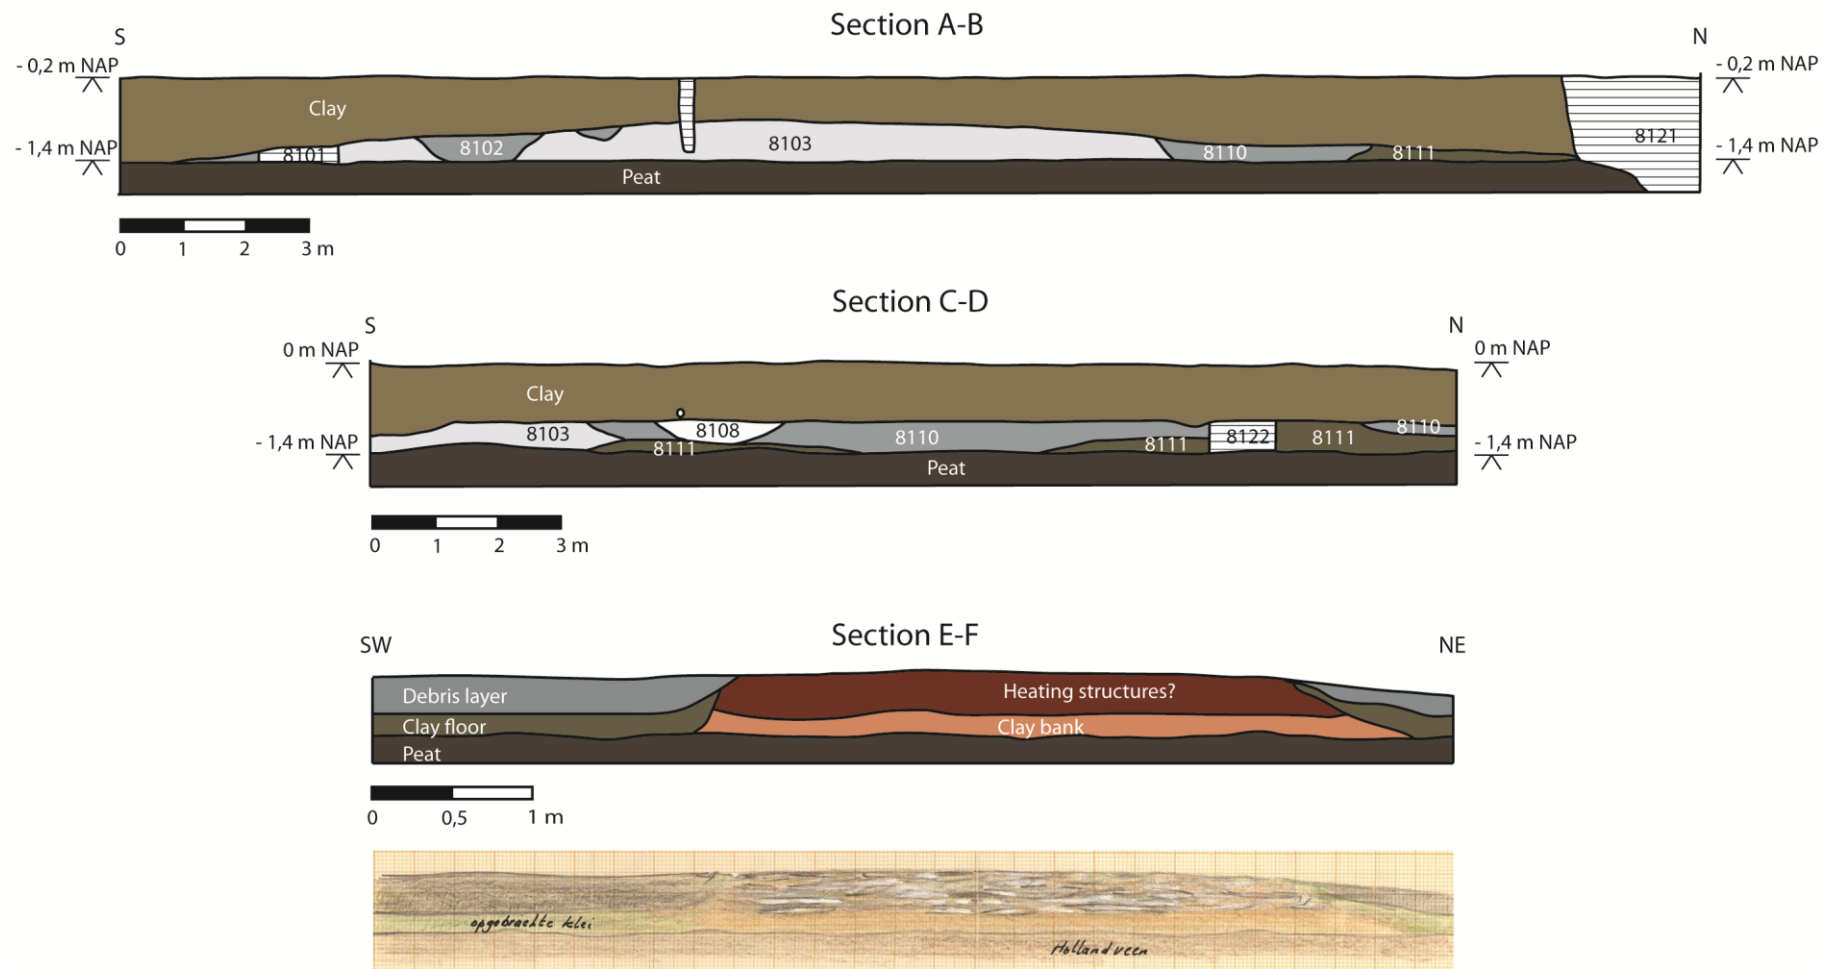 Section A-B
S
N
- 0,2 m NAP
- 0,2 m NAP
Clay
8121
- 1,4 m NAP
8101
8102
8103
8110
8111
- 1,4 m NAP
Peat
0 1 2 3 m
Section C-D
S
N
0 m NAP
0 m NAP
Clay
8103
8108
8110
8111
8111
8122
8111
8110
- 1,4 m NAP
- 1,4 m NAP
Peat
0 1 2 3 m
Section E-F
SW
NE
Debris layer
Heating structures?
Clay floor
Clay bank
Peat
0 0,5 1 m
opgebrachte klei
Hollandveen